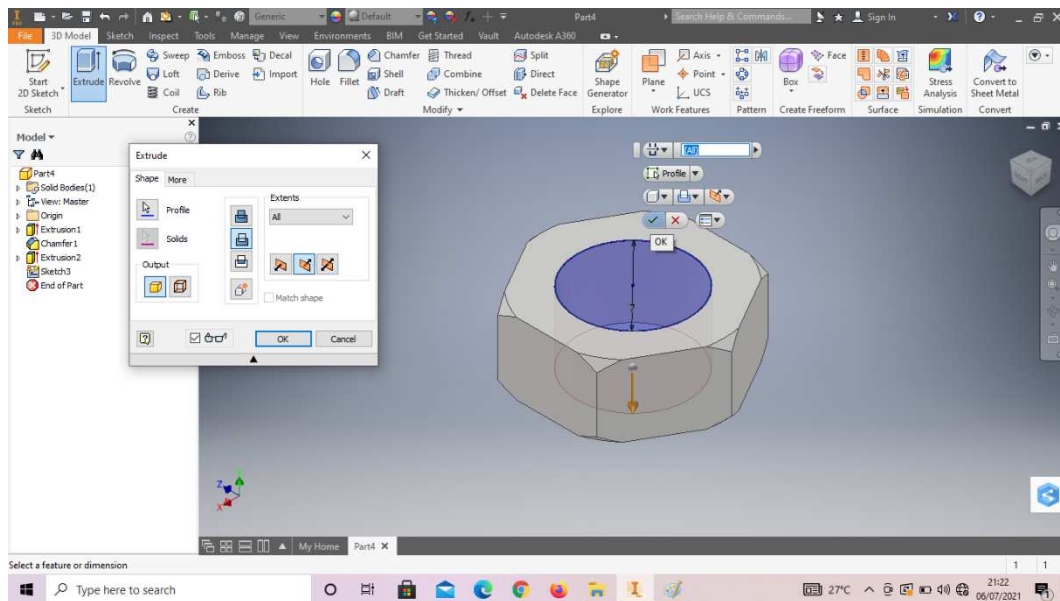 Generic
Default
Part4
Search Help & Commands...
Sign In
File 3D Model Sketch Inspect Tools Manage View Environments BIM Get Started Vault Autodesk A360
Start
2D Sketch
Extrude
Revolve
Sweep
Loft
Coil
Emboss
Derive
Rib
Decal
Import
Hole
Fillet
Chamfer
Shell
Draft
Thread
Combine
Thicken/ Offset
Split
Direct
Delete Face
Shape
Generator
Plane
Axis
Point
UCS
Box
Face
Stress
Analysis
Convert to
Sheet Metal
Sketch Create Modify Explore Work Features Pattern Create Freeform Surface Simulation Convert
Model
Part4
Solid Bodies(1)
View: Master
Origin
Extrusion1
Chamfer1
Extrusion2
Sketch3
End of Part
Extrude
Shape More
Profile
Solids
Output
Extents
All
Match shape
OK Cancel
(All)
Profile
OK
7
Z
X
My Home Part4
Select a feature or dimension
1 1
Type here to search
27°C
21:22
06/07/2021